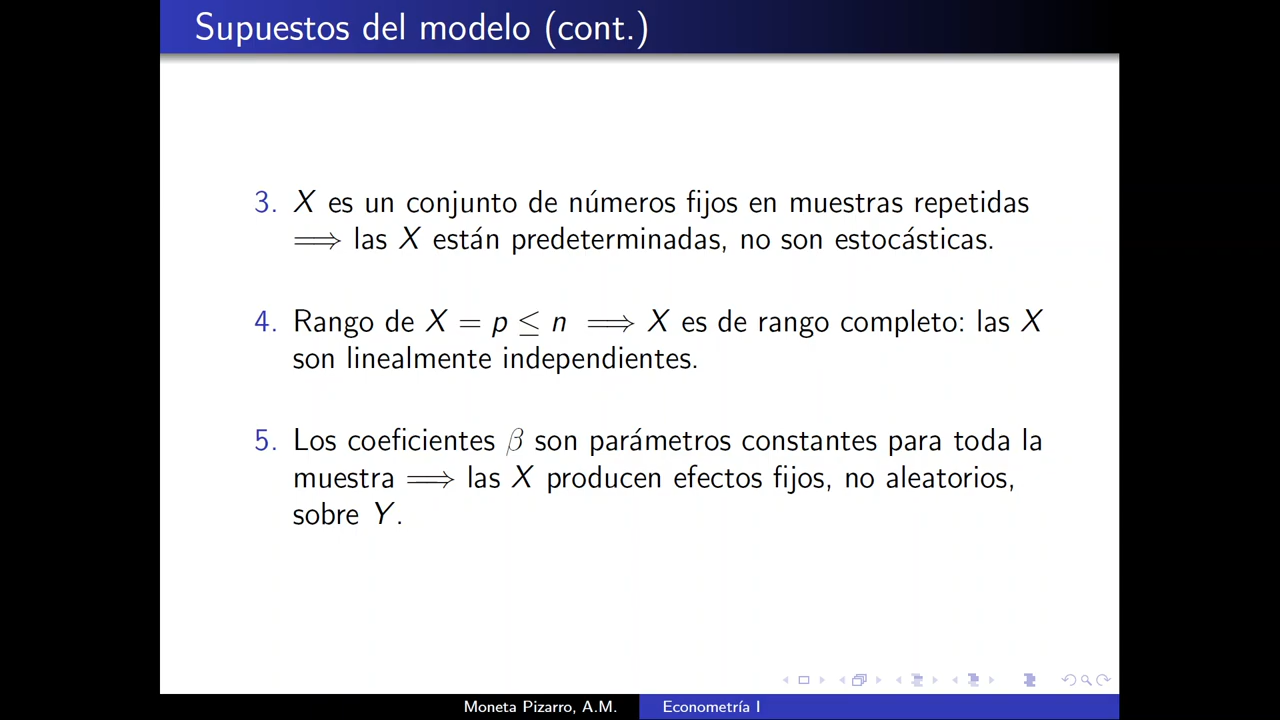 Supuestos del modelo (cont.)
3. X es un conjunto de números fijos en muestras repetidas
⟹ las X están predeterminadas, no son estocásticas.
4. Rango de X = p ≤ n ⟹ X es de rango completo: las X
son linealmente independientes.
5. Los coeficientes β son parámetros constantes para toda la
muestra ⟹ las X producen efectos fijos, no aleatorios,
sobre Y.
Moneta Pizarro, A.M. Econometría I